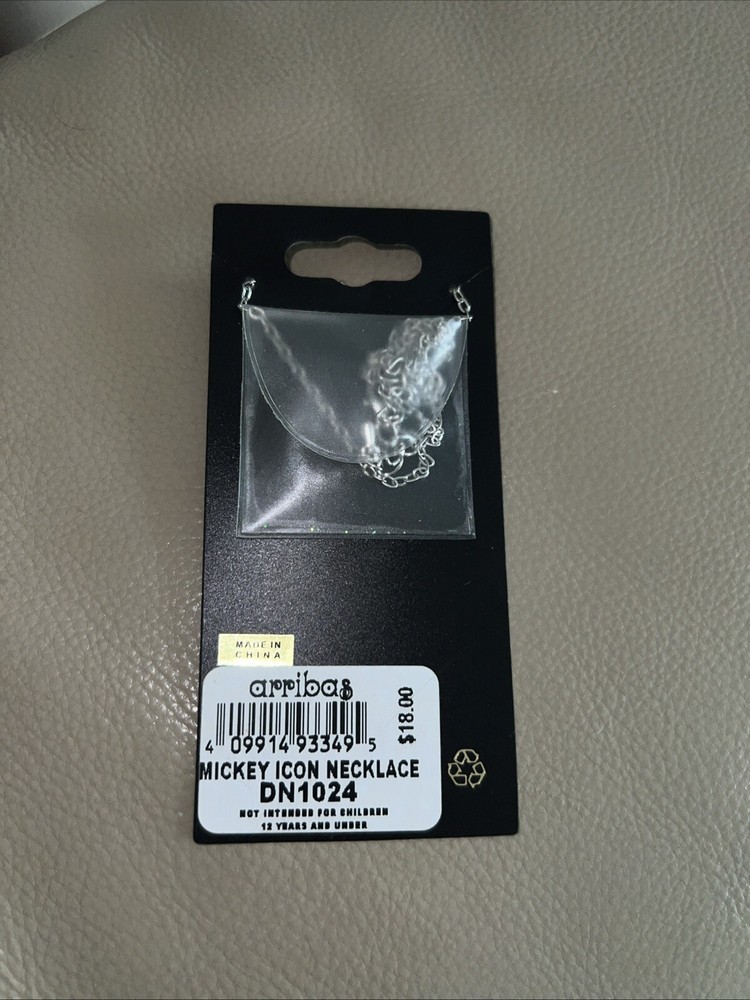 MADE IN
CHINA
arribas
$18.00
4 09914 93349 5
MICKEY ICON NECKLACE
DN1024
NOT INTENDED FOR CHILDREN
12 YEARS AND UNDER